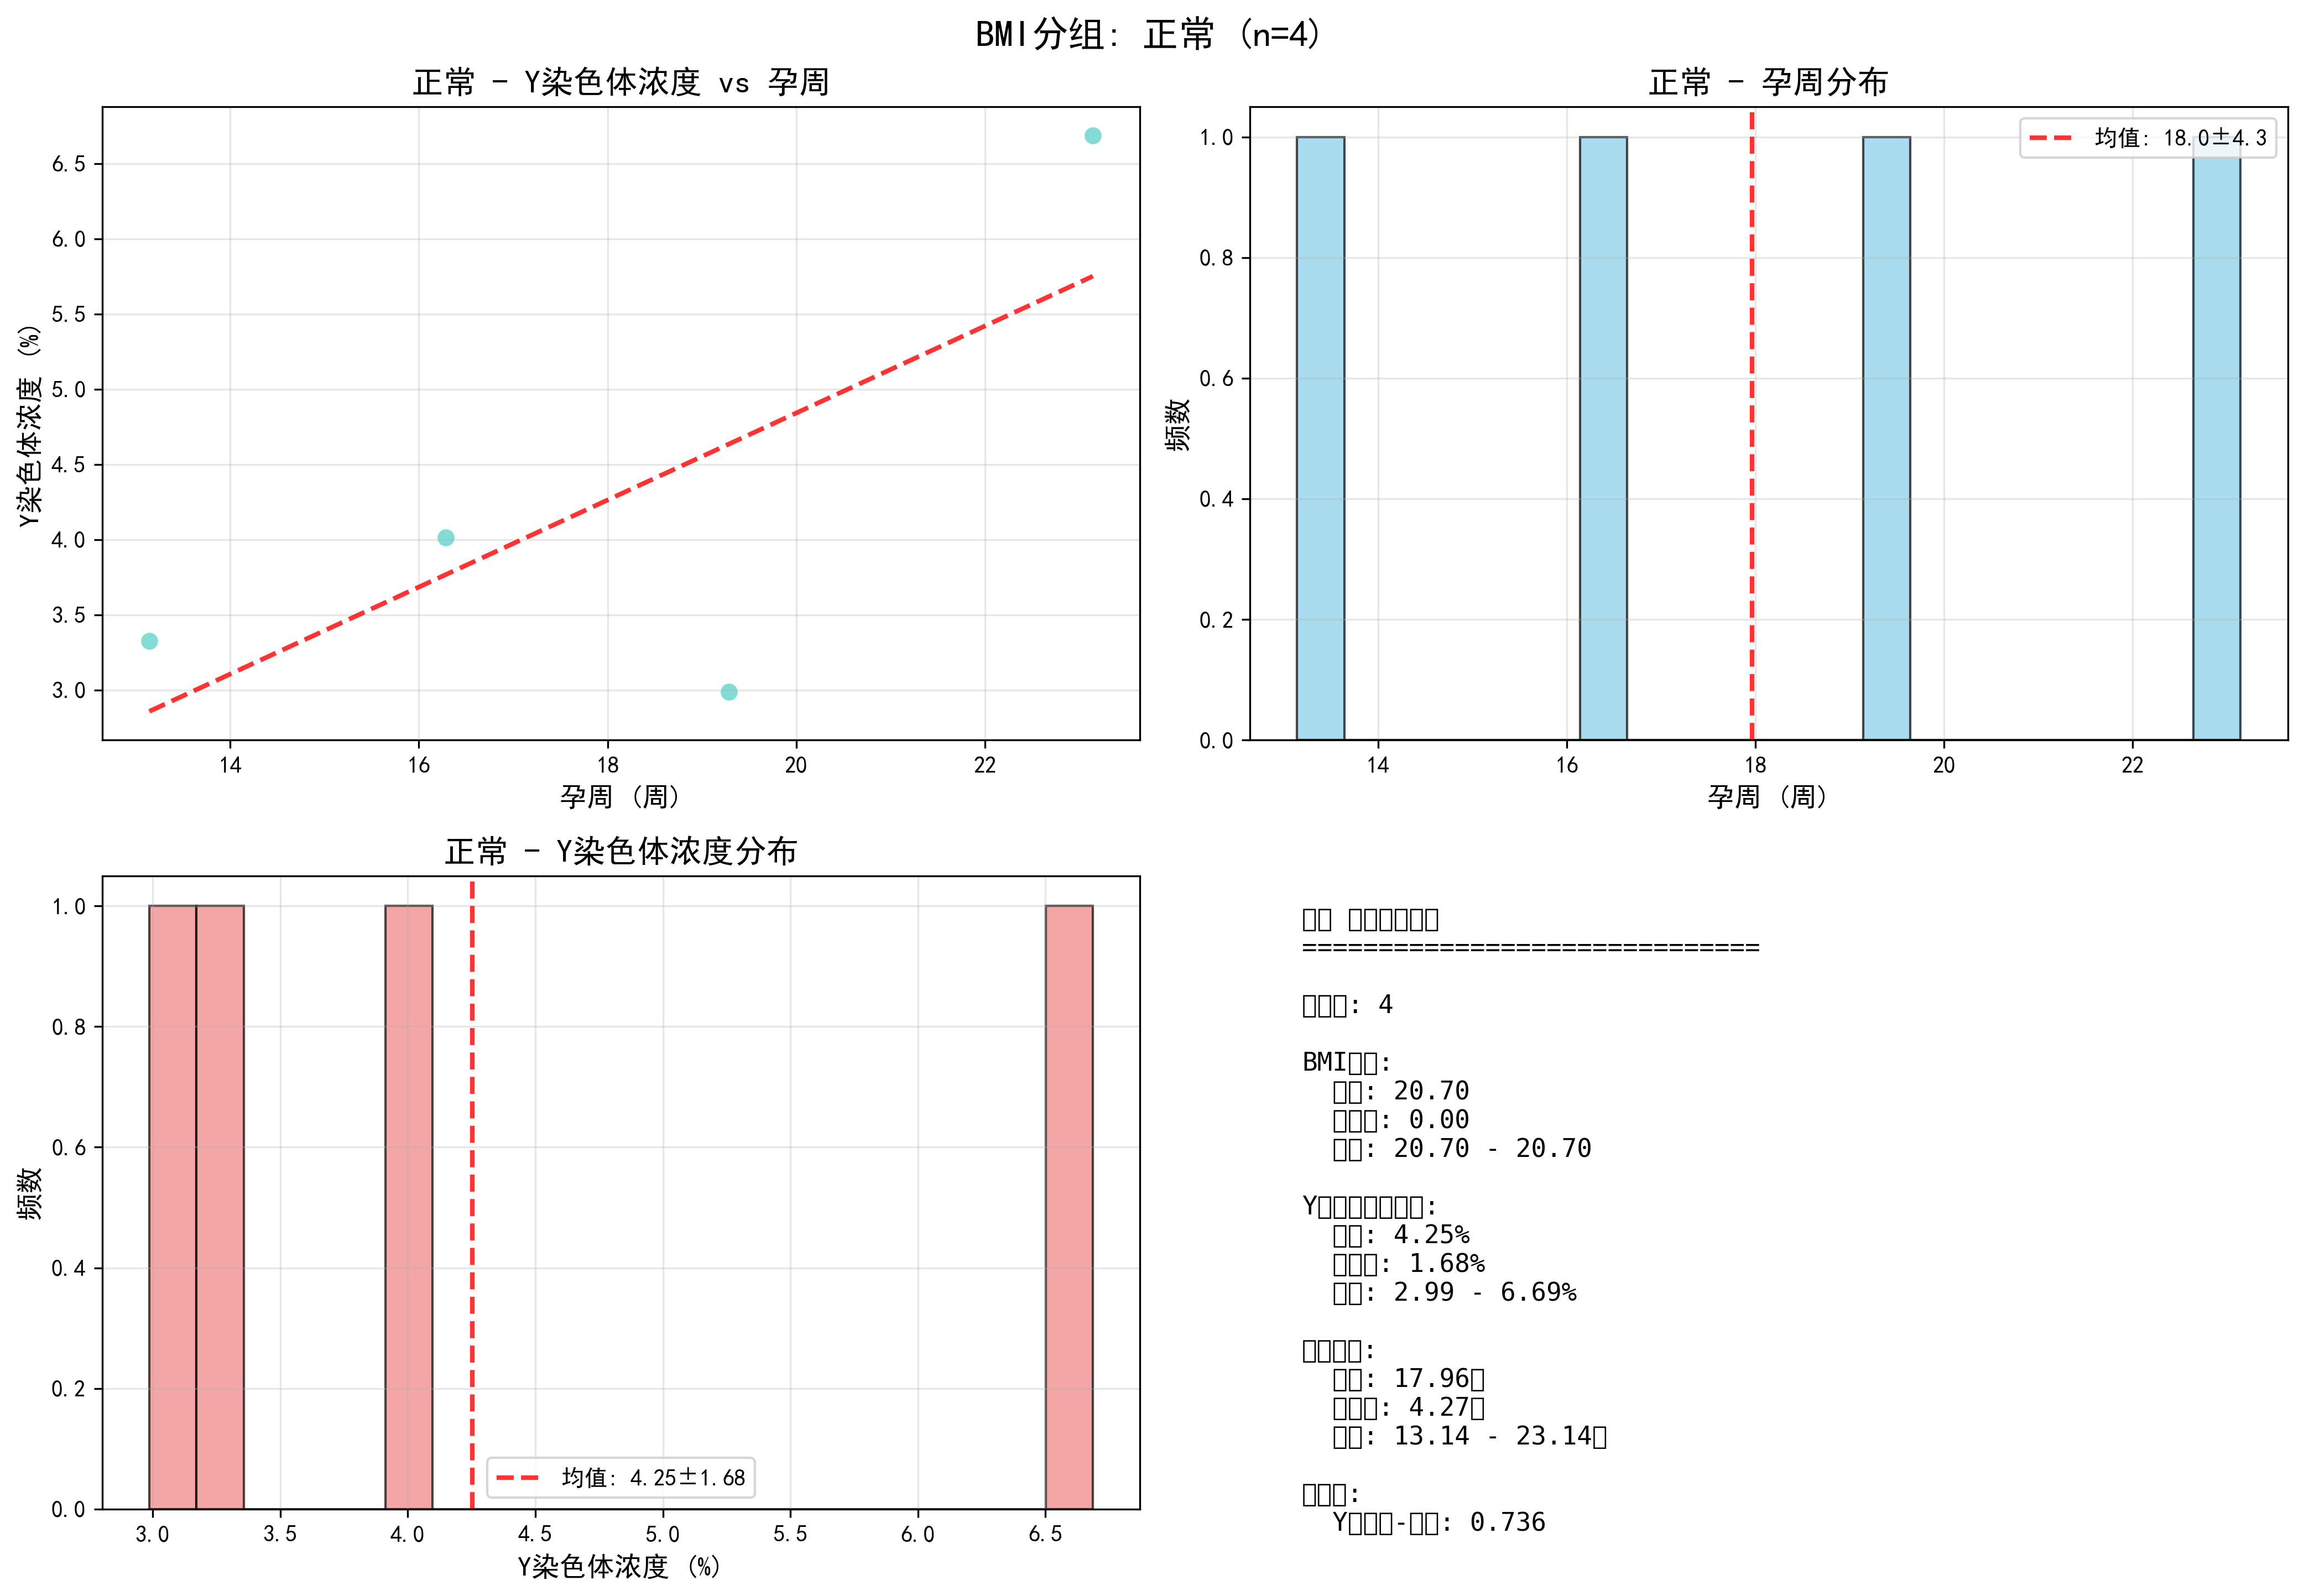 BMI分组: 正常 (n=4)
正常 - Y染色体浓度 vs 孕周
Y染色体浓度 (%)
6.5
6.0
5.5
5.0
4.5
4.0
3.5
3.0
14 16 18 20 22
孕周 (周)
正常 - 孕周分布
均值: 18.0±4.3
频数
1.0
0.8
0.6
0.4
0.2
0.0
14 16 18 20 22
孕周 (周)
正常 - Y染色体浓度分布
频数
1.0
0.8
0.6
0.4
0.2
0.0
均值: 4.25±1.68
3.0 3.5 4.0 4.5 5.0 5.5 6.0 6.5
Y染色体浓度 (%)
□□ □□□□□□
==============================
□□□: 4
BMI□□:
□□: 20.70
□□□: 0.00
□□: 20.70 - 20.70
Y□□□□□□□:
□□: 4.25%
□□□: 1.68%
□□: 2.99 - 6.69%
□□□□:
□□: 17.96□
□□□: 4.27□
□□: 13.14 - 23.14□
□□□:
Y□□□-□□: 0.736